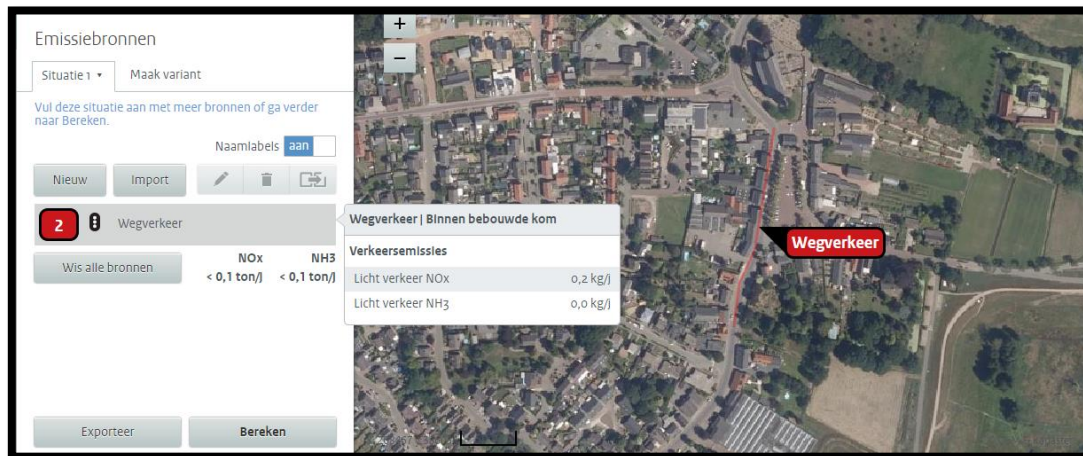 Emissiebronnen
Situatie 1 ▾ Maak variant
Vul deze situatie aan met meer bronnen of ga verder
naar Bereken.
Naamlabels aan
Nieuw Import
2 Wegverkeer
Wis alle bronnen
NOx NH3
< 0,1 ton/j < 0,1 ton/j
Exporteer Bereken
Wegverkeer | Binnen bebouwde kom
Verkeersemissies
Licht verkeer NOx 0,2 kg/j
Licht verkeer NH3 0,0 kg/j
+
−
Wegverkeer